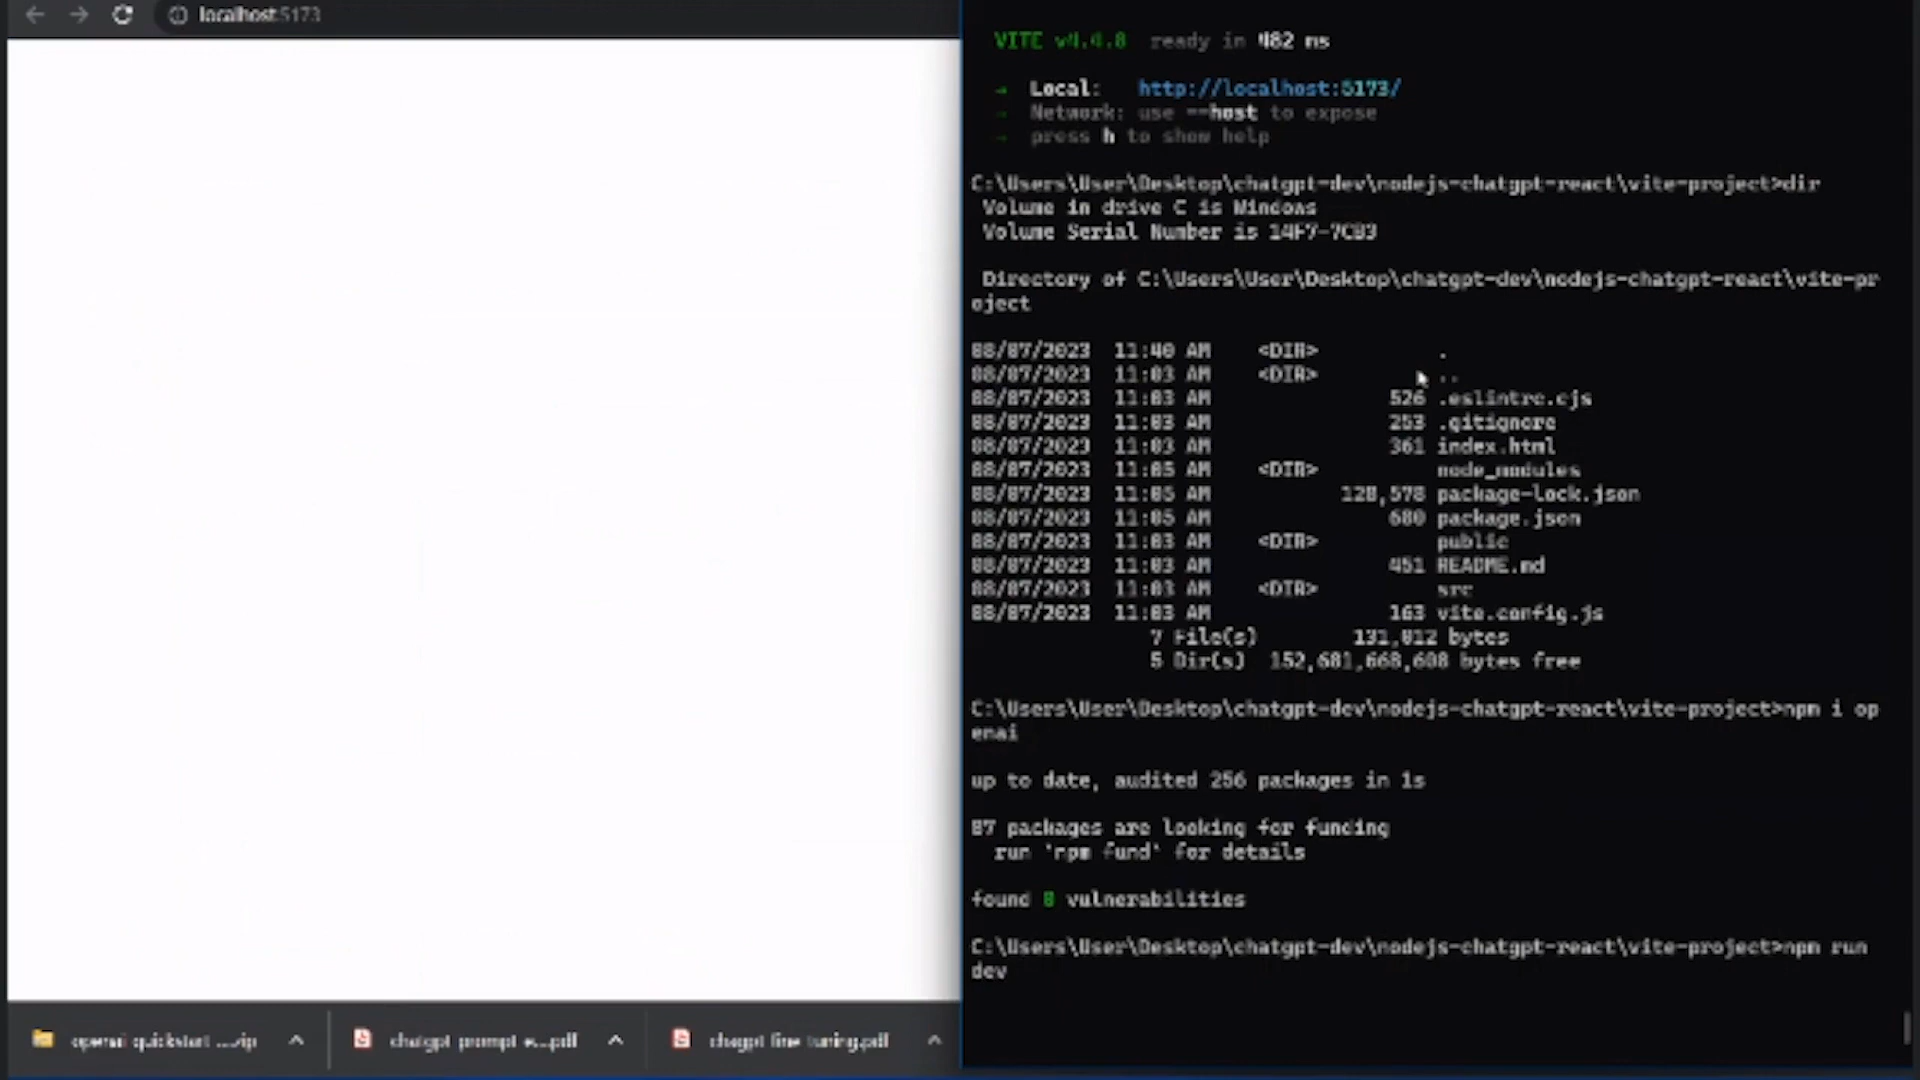 localhost:5173
VITE v4.4.8 ready in 482 ms
→ Local: http://localhost:5173/
→ Network: use --host to expose
→ press h to show help
C:\Users\User\Desktop\chatgpt-dev\nodejs-chatgpt-react\vite-project>dir
Volume in drive C is Windows
Volume Serial Number is 14F7-7CB3
Directory of C:\Users\User\Desktop\chatgpt-dev\nodejs-chatgpt-react\vite-pr
oject
08/07/2023 11:40 AM <DIR> .
08/07/2023 11:03 AM <DIR> ..
08/07/2023 11:03 AM 526 .eslintrc.cjs
08/07/2023 11:03 AM 253 .gitignore
08/07/2023 11:03 AM 361 index.html
08/07/2023 11:05 AM <DIR> node_modules
08/07/2023 11:05 AM 128,578 package-lock.json
08/07/2023 11:05 AM 680 package.json
08/07/2023 11:03 AM <DIR> public
08/07/2023 11:03 AM 451 README.md
08/07/2023 11:03 AM <DIR> src
08/07/2023 11:03 AM 163 vite.config.js
7 File(s) 131,012 bytes
5 Dir(s) 152,681,668,608 bytes free
C:\Users\User\Desktop\chatgpt-dev\nodejs-chatgpt-react\vite-project>npm i op
enai
up to date, audited 256 packages in 1s
87 packages are looking for funding
run `npm fund` for details
found 0 vulnerabilities
C:\Users\User\Desktop\chatgpt-dev\nodejs-chatgpt-react\vite-project>npm run
dev
openai quickstart ....zip
chatgpt prompt e....pdf
chagpt fine tuning.pdf